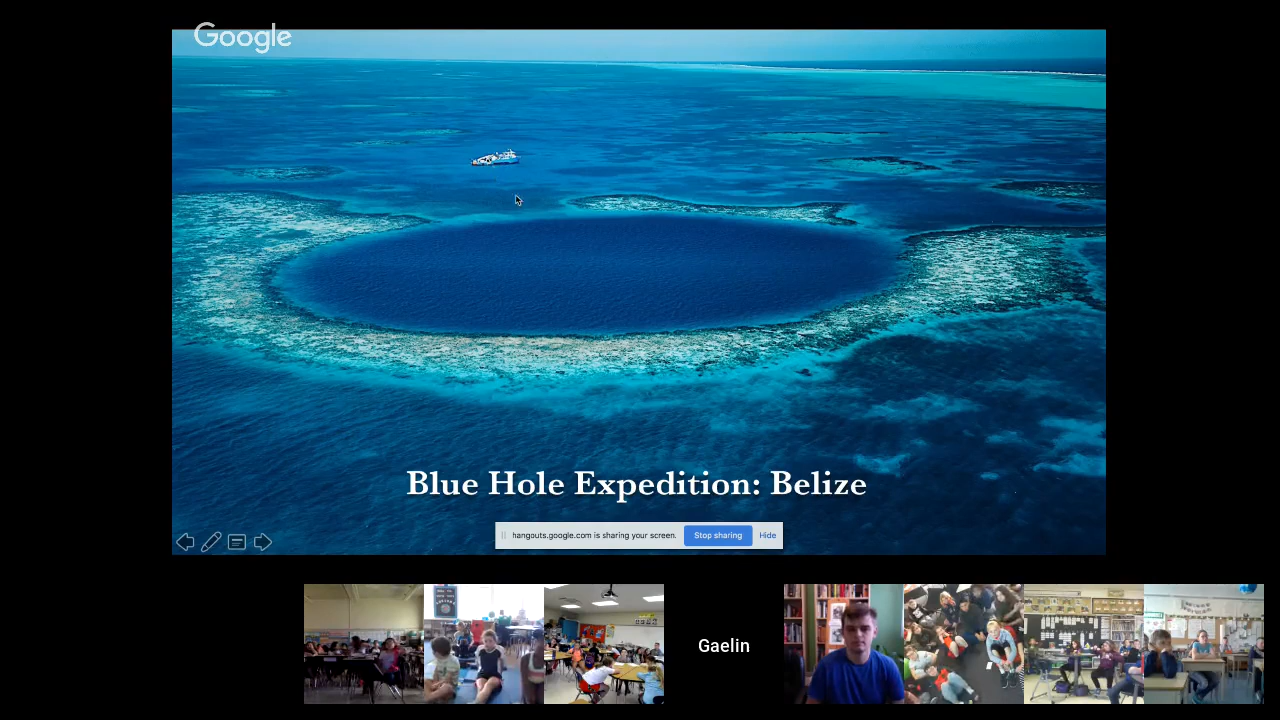 Google
Blue Hole Expedition: Belize
hangouts.google.com is sharing your screen. Stop sharing Hide
Gaelin